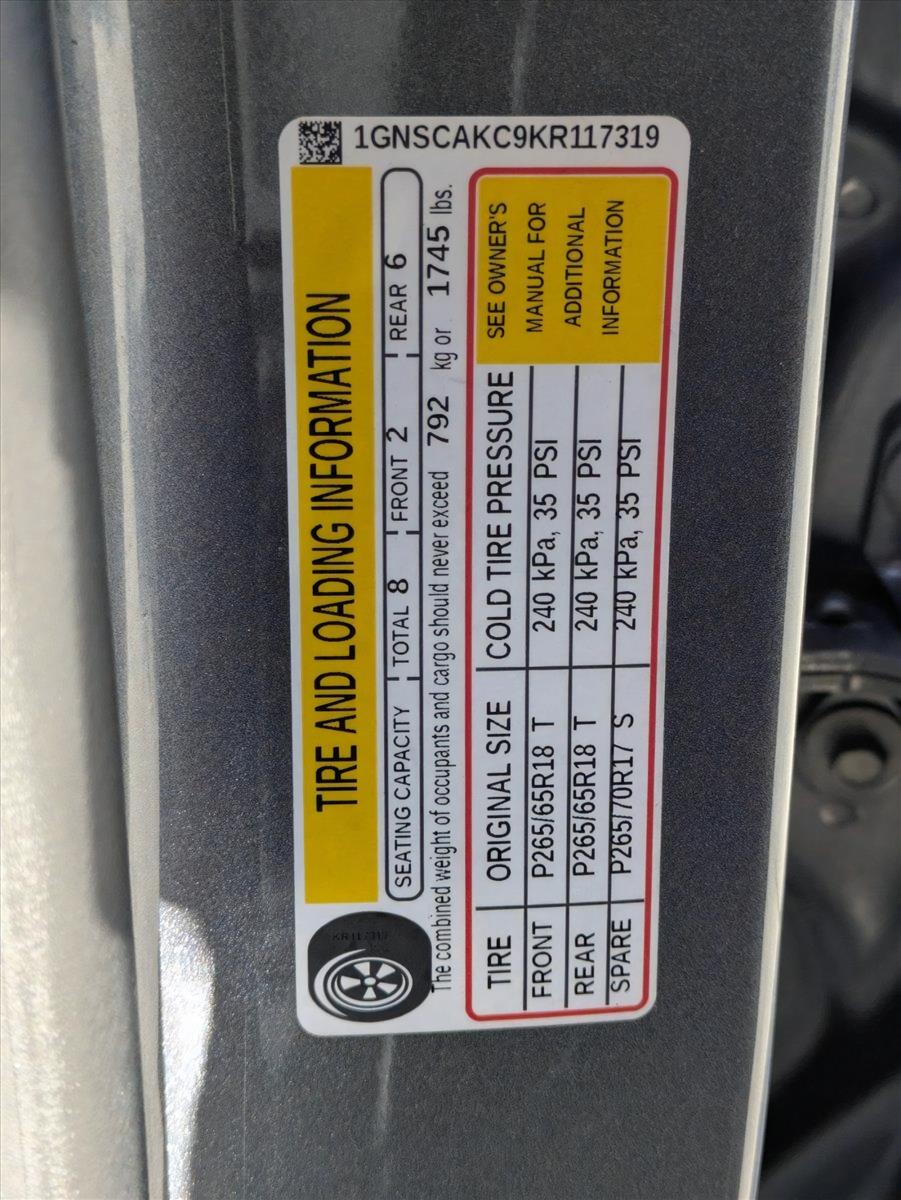 1GNSCAKC9KR117319
TIRE AND LOADING INFORMATION
SEATING CAPACITY TOTAL 8 FRONT 2 REAR 6
The combined weight of occupants and cargo should never exceed 792 kg or 1745 lbs.
TIRE ORIGINAL SIZE COLD TIRE PRESSURE
FRONT P265/65R18 T 240 kPa, 35 PSI
REAR P265/65R18 T 240 kPa, 35 PSI
SPARE P265/70R17 S 240 kPa, 35 PSI
SEE OWNER'S
MANUAL FOR
ADDITIONAL
INFORMATION
KR117319